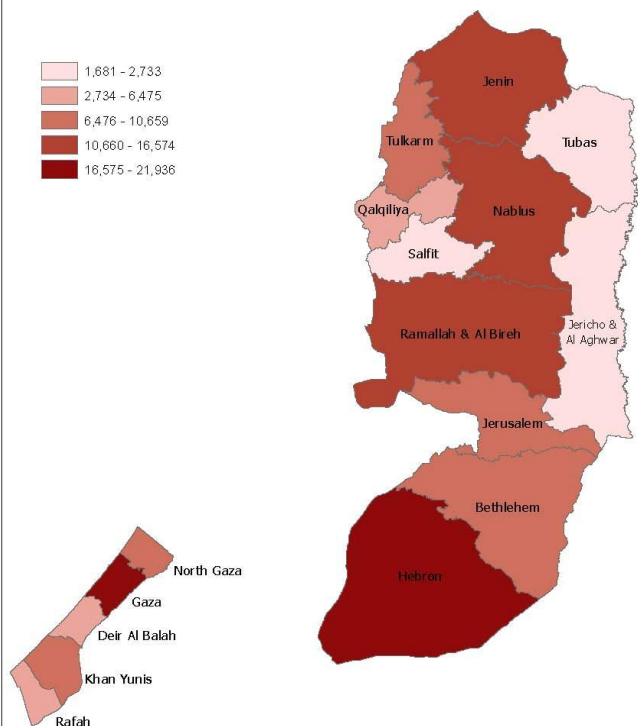 1,681 - 2,733
2,734 - 6,475
6,476 - 10,659
10,660 - 16,574
16,575 - 21,936
Jenin
Tulkarm
Tubas
Qalqiliya
Nablus
Salfit
Ramallah & Al Bireh
Jericho &
Al Aghwar
Jerusalem
Bethlehem
Hebron
North Gaza
Gaza
Deir Al Balah
Khan Yunis
Rafah